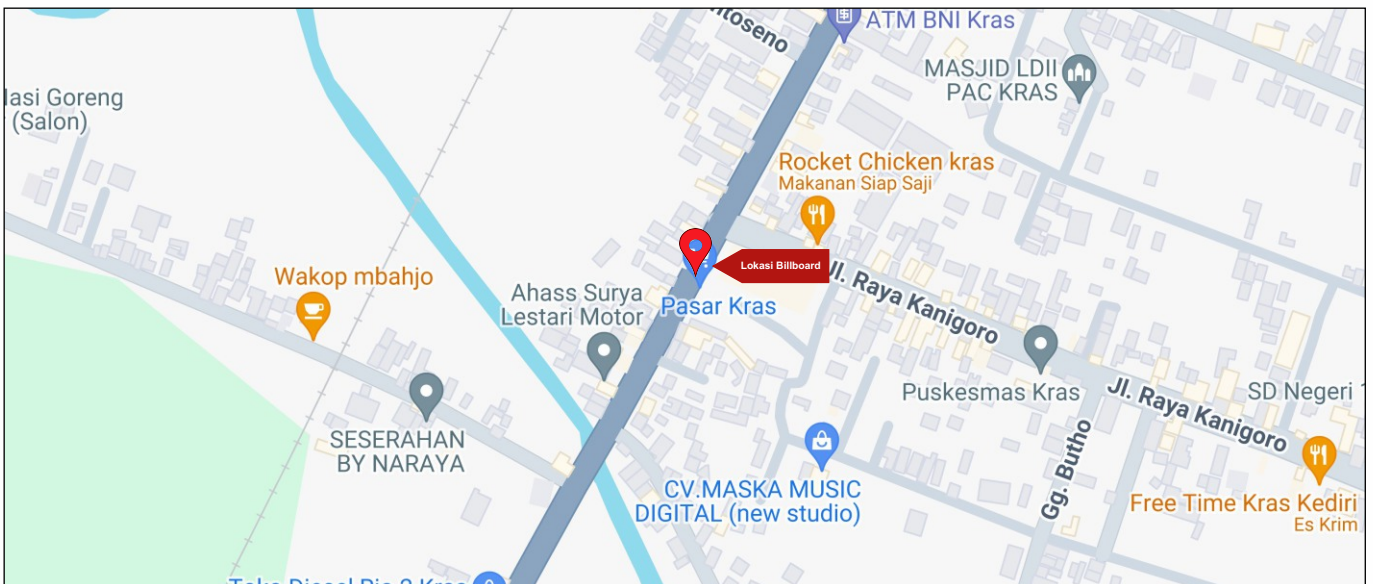 ATM BNI Kras
MASJID LDII
PAC KRAS
Goreng
(Salon)
Rocket Chicken kras
Makanan Siap Saji
Lokasi Billboard
Jl. Raya Kanigoro
Wakop mbahjo
Ahass Surya
Lestari Motor
Pasar Kras
Puskesmas Kras
Jl. Raya Kanigoro
SD Negeri
SESERAHAN
BY NARAYA
Gg. Butho
CV.MASKA MUSIC
DIGITAL (new studio)
Free Time Kras Kediri
Es Krim